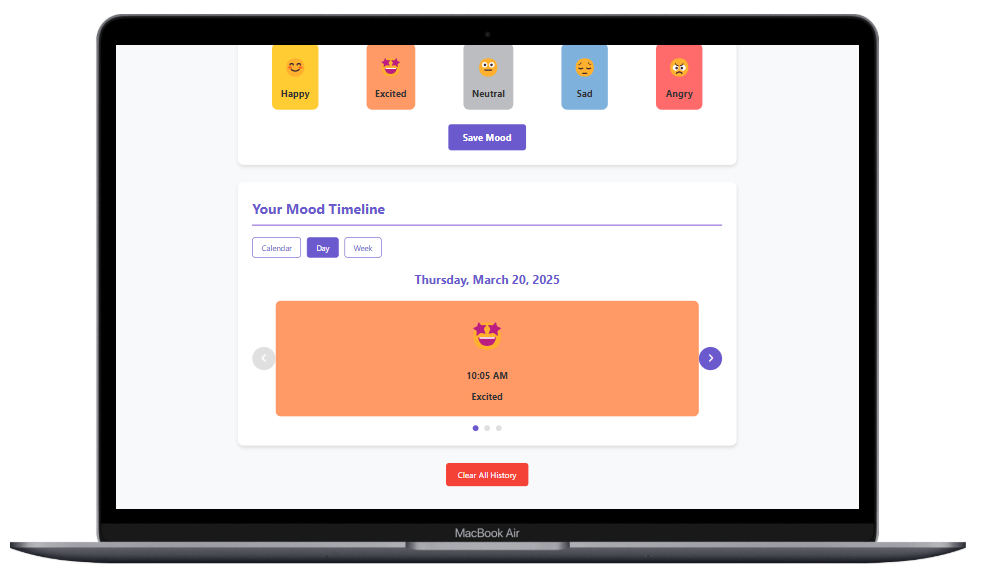 Happy
Excited
Neutral
Sad
Angry
Save Mood
Your Mood Timeline
Calendar
Day
Week
Thursday, March 20, 2025
10:05 AM
Excited
Clear All History
MacBook Air